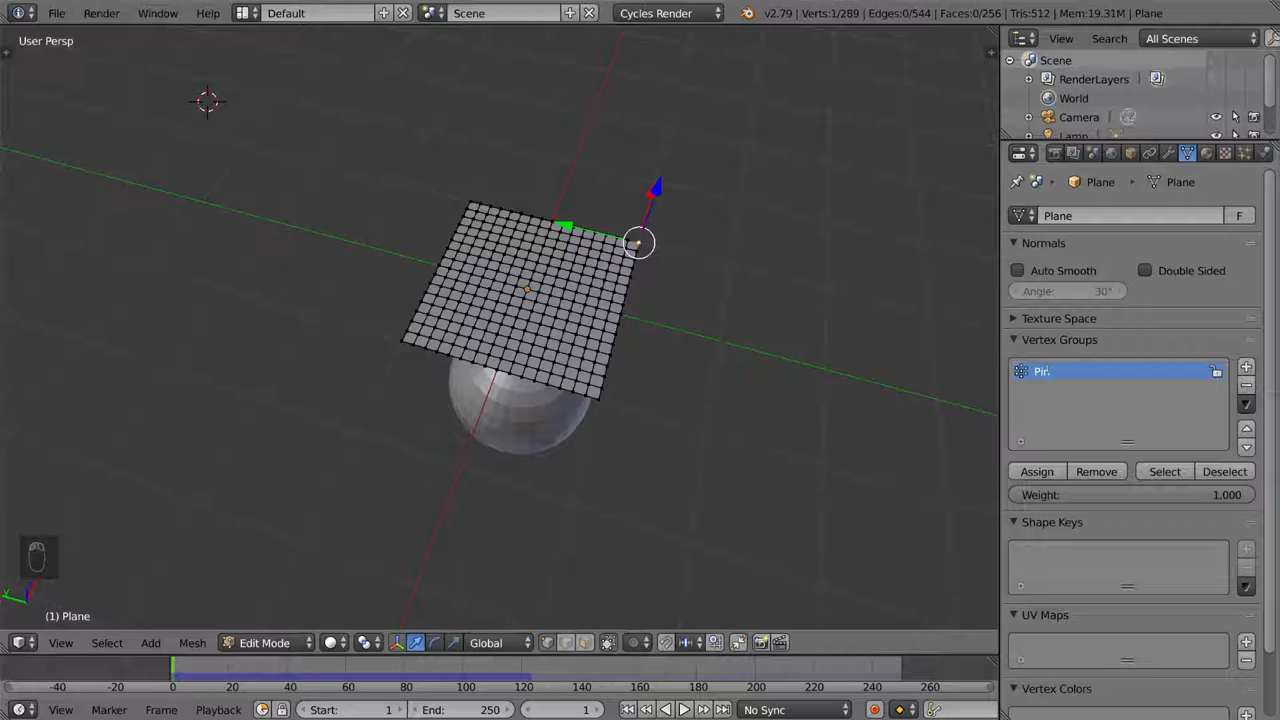 File Render Window Help Default Scene Cycles Render v2.79 | Verts:1/289 | Edges:0/544 | Faces:0/256 | Tris:512 | Mem:19.31M | Plane
User Persp
View Search All Scenes
Scene
RenderLayers
World
Camera
Lamp
Plane Plane
Plane F
Normals
Auto Smooth Double Sided
Angle: 30°
Texture Space
Vertex Groups
Pin
Assign Remove Select Deselect
Weight: 1.000
Shape Keys
UV Maps
Vertex Colors
(1) Plane
View Select Add Mesh Edit Mode Global
-40 -20 0 20 40 60 80 100 120 140 160 180 200 220 240 260
View Marker Frame Playback Start: 1 End: 250 1 No Sync